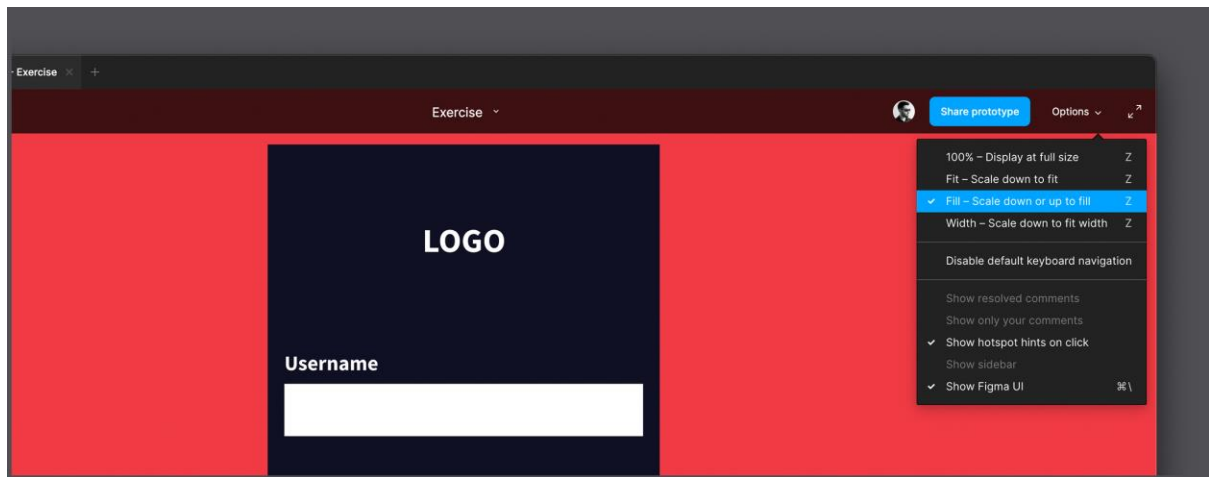 Exercise
Exercise
Share prototype
Options
100% – Display at full size Z
Fit – Scale down to fit Z
Fill – Scale down or up to fill Z
Width – Scale down to fit width Z
Disable default keyboard navigation
Show resolved comments
Show only your comments
Show hotspot hints on click
Show sidebar
Show Figma UI ⌘\
LOGO
Username